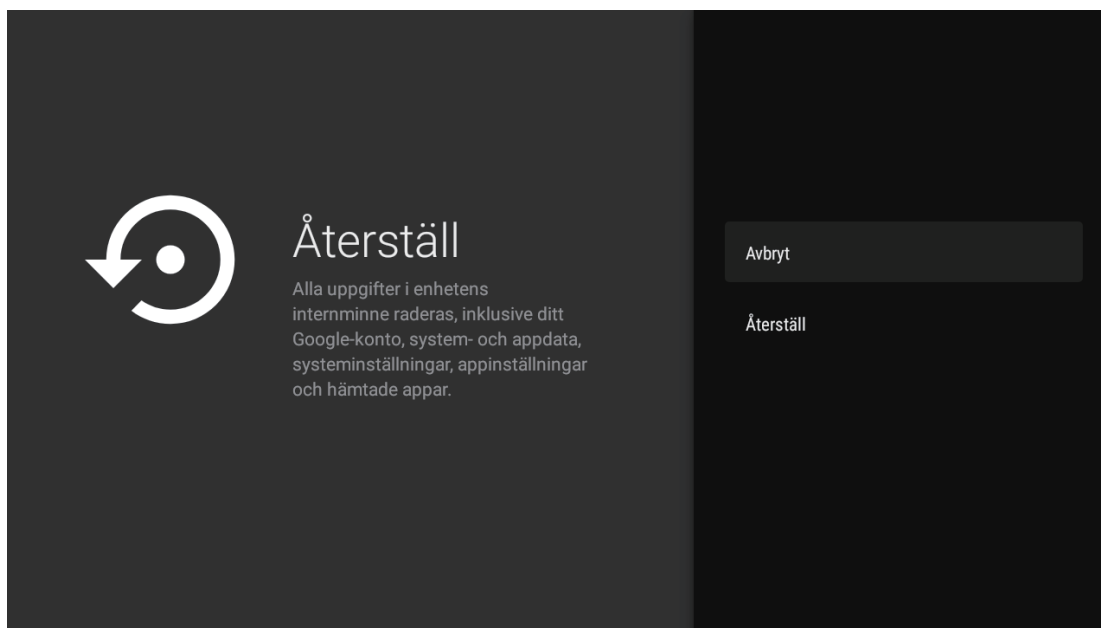 Återställ
Alla uppgifter i enhetens
internminne raderas, inklusive ditt
Google-konto, system- och appdata,
systeminställningar, appinställningar
och hämtade appar.
Avbryt
Återställ